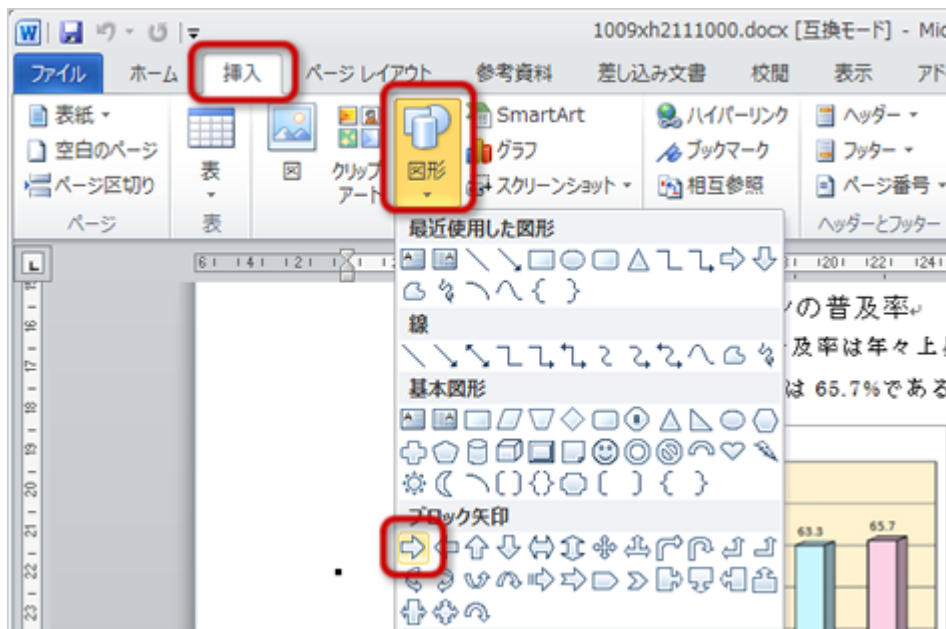 1009xh2111000.docx [互換モード] - Mic
ファイル ホーム 挿入 ページ レイアウト 参考資料 差し込み文書 校閲 表示 アド
表紙
空白のページ
ページ区切り
ページ
表
表
図
クリップ
アート
図形
SmartArt
グラフ
スクリーンショット
ハイパーリンク
ブックマーク
相互参照
ヘッダー
フッター
ページ番号
ヘッダーとフッター
最近使用した図形
線
基本図形
ブロック矢印
の普及率
及率は年々上
は 65.7%である
63.3 65.7